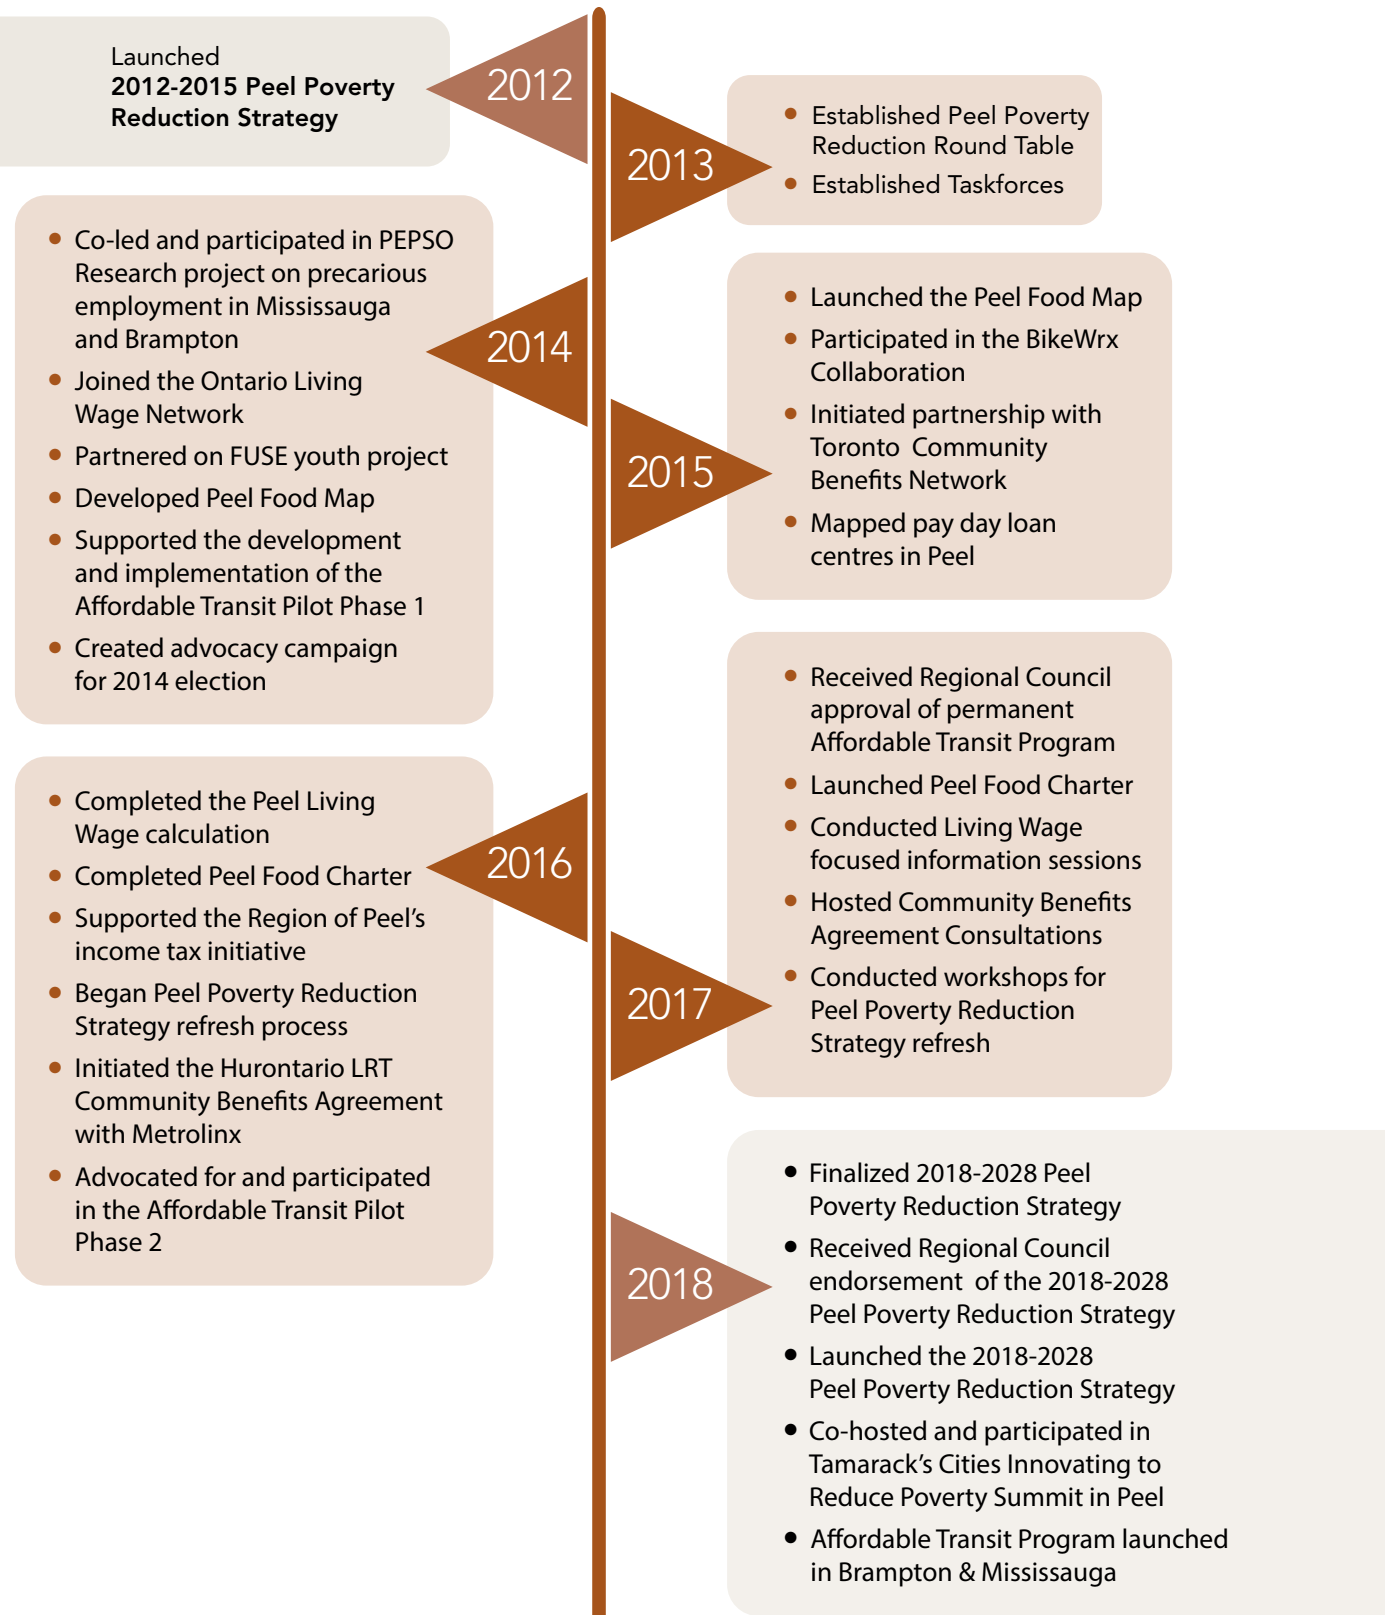 Launched
2012-2015 Peel Poverty
Reduction Strategy
2012
2013
• Established Peel Poverty
Reduction Round Table
• Established Taskforces
• Co-led and participated in PEPSO
Research project on precarious
employment in Mississauga
and Brampton
• Joined the Ontario Living
Wage Network
• Partnered on FUSE youth project
• Developed Peel Food Map
• Supported the development
and implementation of the
Affordable Transit Pilot Phase 1
• Created advocacy campaign
for 2014 election
2014
2015
• Launched the Peel Food Map
• Participated in the BikeWrx
Collaboration
• Initiated partnership with
Toronto Community
Benefits Network
• Mapped pay day loan
centres in Peel
• Completed the Peel Living
Wage calculation
• Completed Peel Food Charter
• Supported the Region of Peel’s
income tax initiative
• Began Peel Poverty Reduction
Strategy refresh process
• Initiated the Hurontario LRT
Community Benefits Agreement
with Metrolinx
• Advocated for and participated
in the Affordable Transit Pilot
Phase 2
2016
2017
• Received Regional Council
approval of permanent
Affordable Transit Program
• Launched Peel Food Charter
• Conducted Living Wage
focused information sessions
• Hosted Community Benefits
Agreement Consultations
• Conducted workshops for
Peel Poverty Reduction
Strategy refresh
2018
• Finalized 2018-2028 Peel
Poverty Reduction Strategy
• Received Regional Council
endorsement of the 2018-2028
Peel Poverty Reduction Strategy
• Launched the 2018-2028
Peel Poverty Reduction Strategy
• Co-hosted and participated in
Tamarack’s Cities Innovating to
Reduce Poverty Summit in Peel
• Affordable Transit Program launched
in Brampton & Mississauga